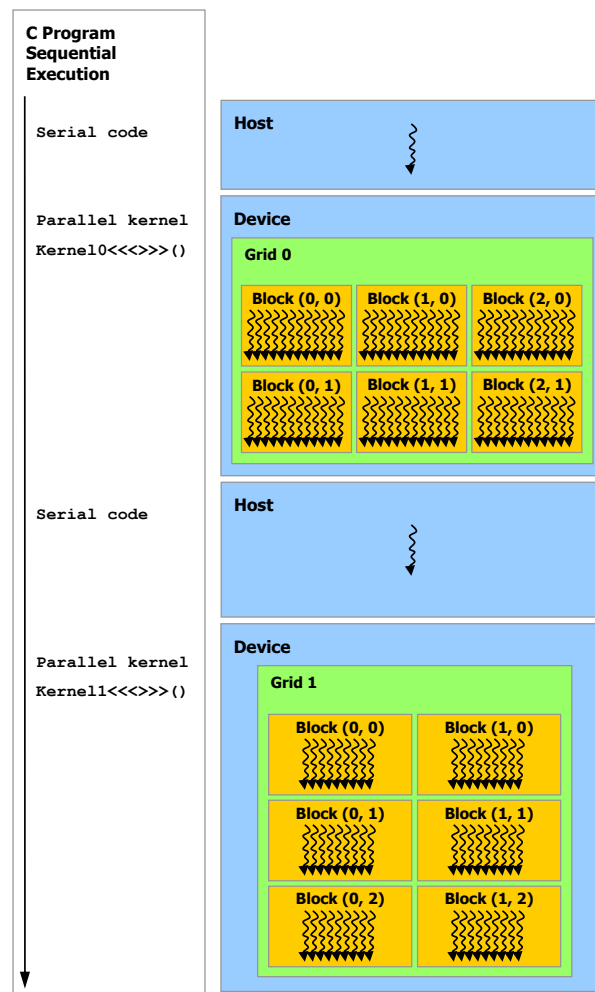 C Program
Sequential
Execution
Serial code
Host
Parallel kernel
Kernel0<<<>>>()
Device
Grid 0
Block (0, 0)
Block (1, 0)
Block (2, 0)
Block (0, 1)
Block (1, 1)
Block (2, 1)
Serial code
Host
Parallel kernel
Kernel1<<<>>>()
Device
Grid 1
Block (0, 0)
Block (1, 0)
Block (0, 1)
Block (1, 1)
Block (0, 2)
Block (1, 2)